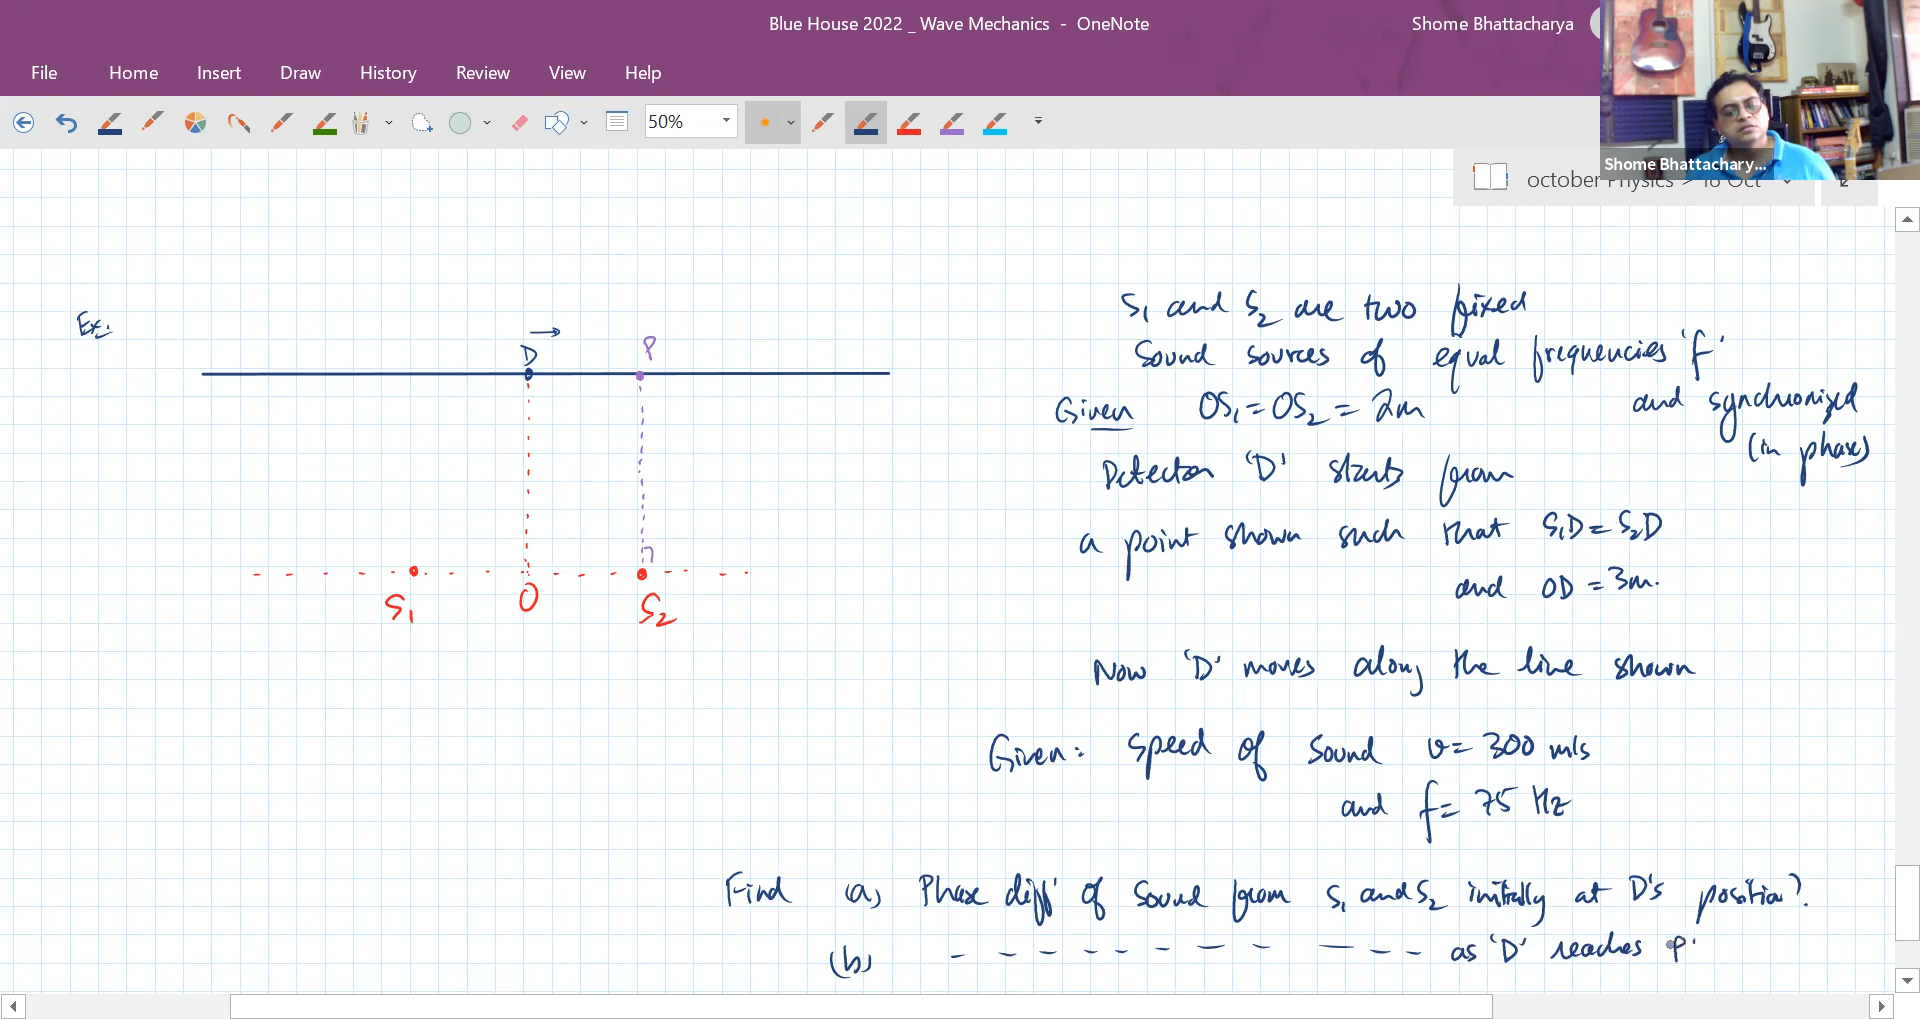 Blue House 2022 _ Wave Mechanics - OneNote
Shome Bhattacharya
File Home Insert Draw History Review View Help
50%
Shome Bhattachary...
october Physics > 18 Oct
Ex:
D
P
S₁ O S₂
S₁ and S₂ are two fixed
Sound sources of equal frequencies 'f'
and synchronized
(in phase)
Given OS₁ = OS₂ = 2m
Detector 'D' starts from
a point shown such that S₁D = S₂D
and OD = 3m.
Now 'D' moves along the line shown
Given: Speed of Sound v = 300 m/s
and f = 75 Hz
Find (a) Phase diff' of Sound from S₁ and S₂ initially at D's position?
(b) - - - - - - - - - - as 'D' reaches 'P'